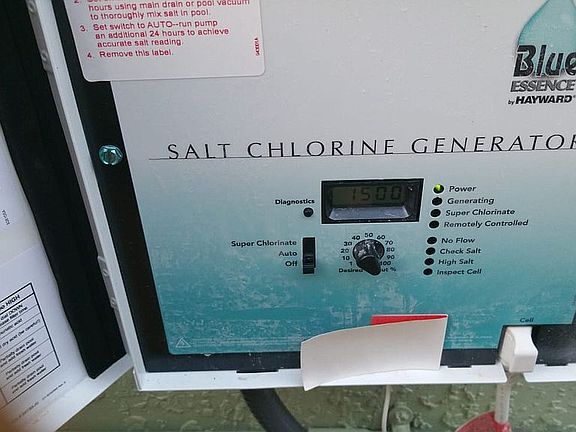 hours using main drain or pool vacuum
to thoroughly mix salt in pool.
3. Set switch to AUTO--run pump
an additional 24 hours to achieve
accurate salt reading.
4. Remove this label.
Blue
ESSENCE
by HAYWARD
SALT CHLORINE GENERATOR
Diagnostics
1500
Power
Generating
Super Chlorinate
Remotely Controlled
No Flow
Check Salt
High Salt
Inspect Cell
Super Chlorinate
Auto
Off
1 10 20 30 40 50 60 70 80 90 100
Desired %
Cell
HIGH